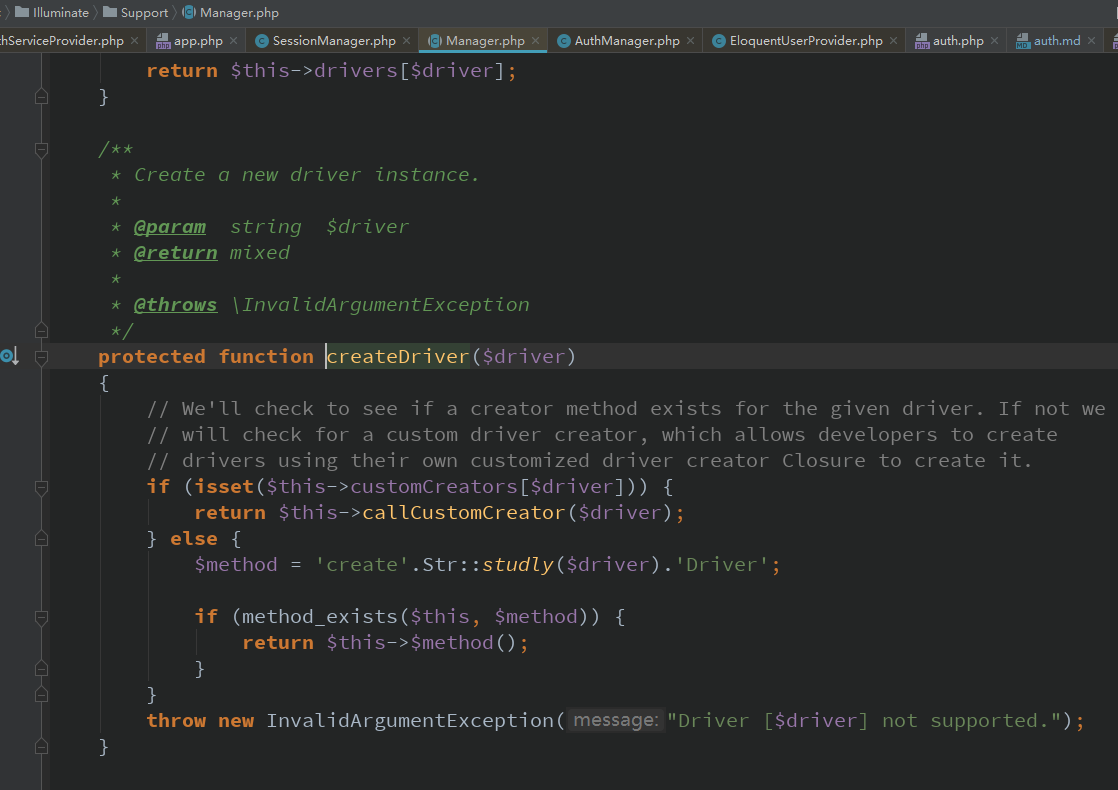 Illuminate Support Manager.php
thServiceProvider.php app.php SessionManager.php Manager.php AuthManager.php EloquentUserProvider.php auth.php auth.md
return $this->drivers[$driver];
}
/**
* Create a new driver instance.
*
* @param string $driver
* @return mixed
*
* @throws \InvalidArgumentException
*/
protected function createDriver($driver)
{
// We'll check to see if a creator method exists for the given driver. If not we
// will check for a custom driver creator, which allows developers to create
// drivers using their own customized driver creator Closure to create it.
if (isset($this->customCreators[$driver])) {
return $this->callCustomCreator($driver);
} else {
$method = 'create'.Str::studly($driver).'Driver';
if (method_exists($this, $method)) {
return $this->$method();
}
}
throw new InvalidArgumentException( message: "Driver [$driver] not supported.");
}